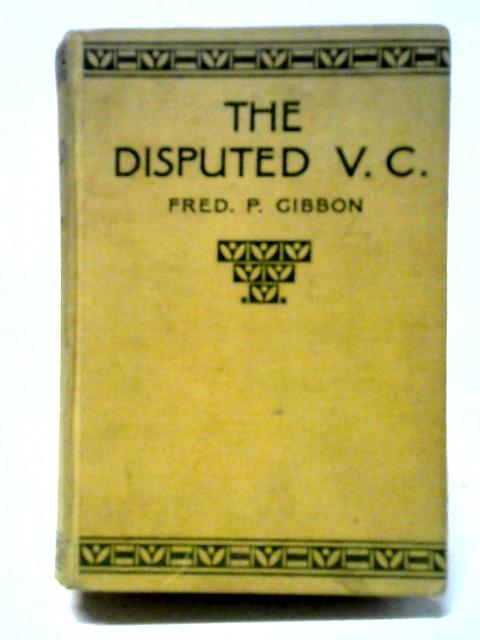 THE
DISPUTED V. C.
FRED. P. GIBBON